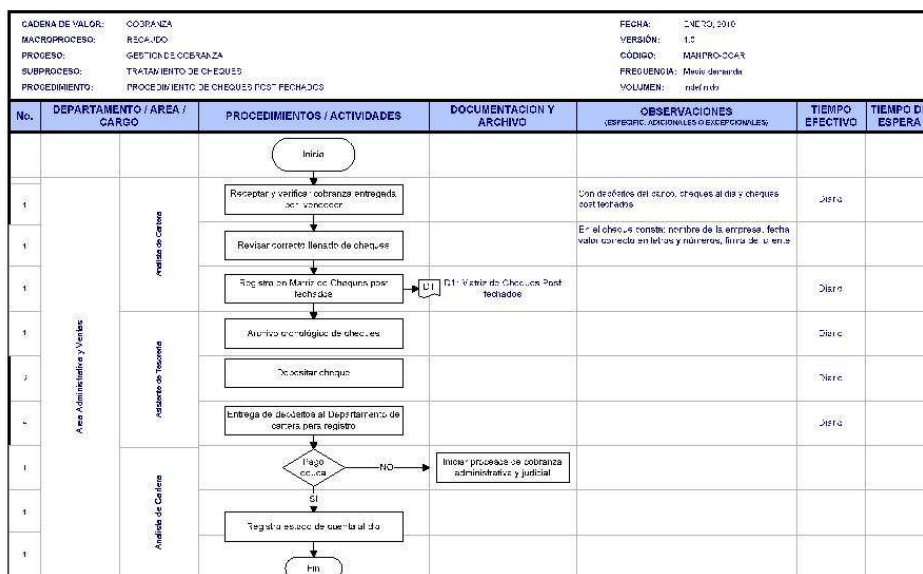 CADENA DE VALOR: COBRANZA
MACROPROCESO: RECAUDO
PROCESO: GESTION DE COBRANZA
SUBPROCESO: TRATAMIENTO DE CHEQUES
PROCEDIMIENTO: PROCEDIMIENTO DE CHEQUES POST FECHADOS
FECHA: ENERO, 2010
VERSIÓN: 1.0
CÓDIGO:
FRECUENCIA: Medio demanda
VOLUMEN: Indefinido
No.
DEPARTAMENTO / AREA /
CARGO
PROCEDIMIENTOS / ACTIVIDADES
DOCUMENTACION Y
ARCHIVO
OBSERVACIONES
(ESPECIFIC. ADICIONALES O EXCEPCIONALES)
TIEMPO
EFECTIVO
TIEMPO DE
ESPERA
Inicio
Area Administrativa y Ventas
Analista de Cartera
1
Receptar y verificar cobranza entregada
por vendedor
Con depósitos del banco, cheques al día y cheques
post fechados
Diario
1
Revisar correcto llenado de cheques
En el cheque conste: nombre de la empresa, fecha
valor correcto en letras y números, firma del cliente
1
Registra en Matriz de Cheques post
fechados
D1
D1: Matriz de Cheques Post
fechados
Diario
Asistente de Tesorería
1
Archivo cronológico de cheques
Diario
Depositar cheque
Diario
Entrega de depósitos al Departamento de
cartera para registro
Diario
Analista de Cartera
1
Pago
NO
Iniciar procesos de cobranza
administrativa y judicial
SI
1
Registra estado de cuenta al día
1
Fin